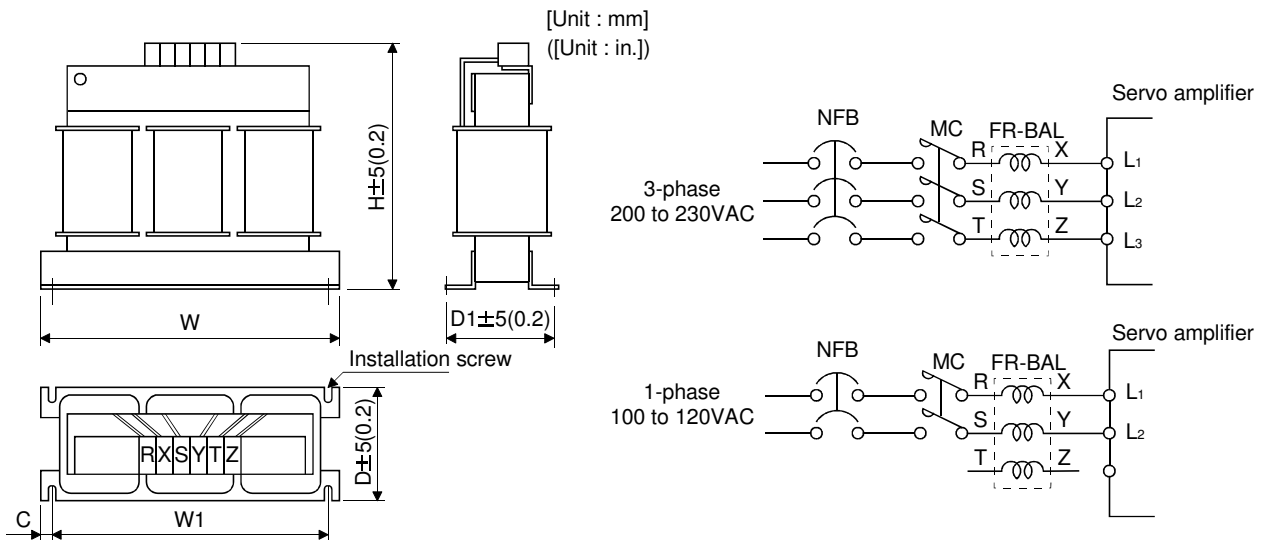 [Unit : mm]
([Unit : in.])
H±5(0.2)
W
D1±5(0.2)
Installation screw
RXSYTZ
D±5(0.2)
C
W1
Servo amplifier
NFB
MC
FR-BAL
R
X
L1
3-phase
200 to 230VAC
S
Y
L2
T
Z
L3
Servo amplifier
NFB
MC
FR-BAL
R
X
L1
1-phase
100 to 120VAC
S
Y
L2
T
Z